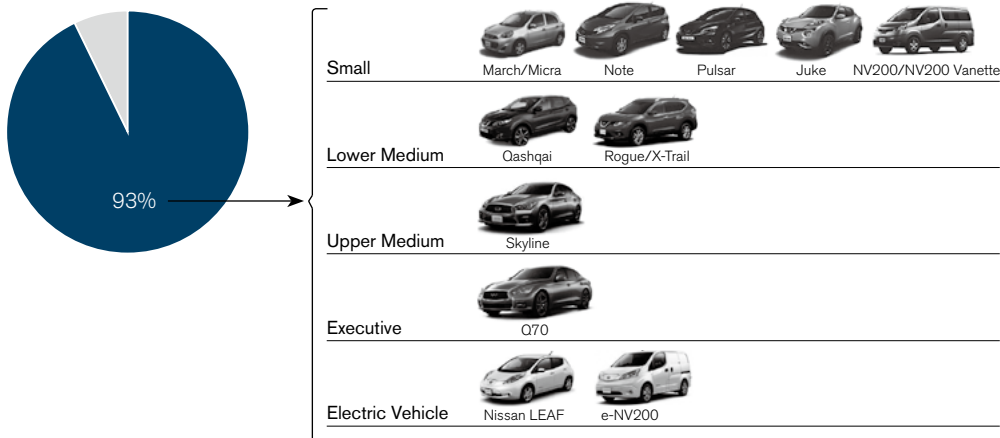 Small
March/Micra Note Pulsar Juke NV200/NV200 Vanette
Lower Medium
Qashqai Rogue/X-Trail
93%
Upper Medium
Skyline
Executive
Q70
Electric Vehicle
Nissan LEAF e-NV200